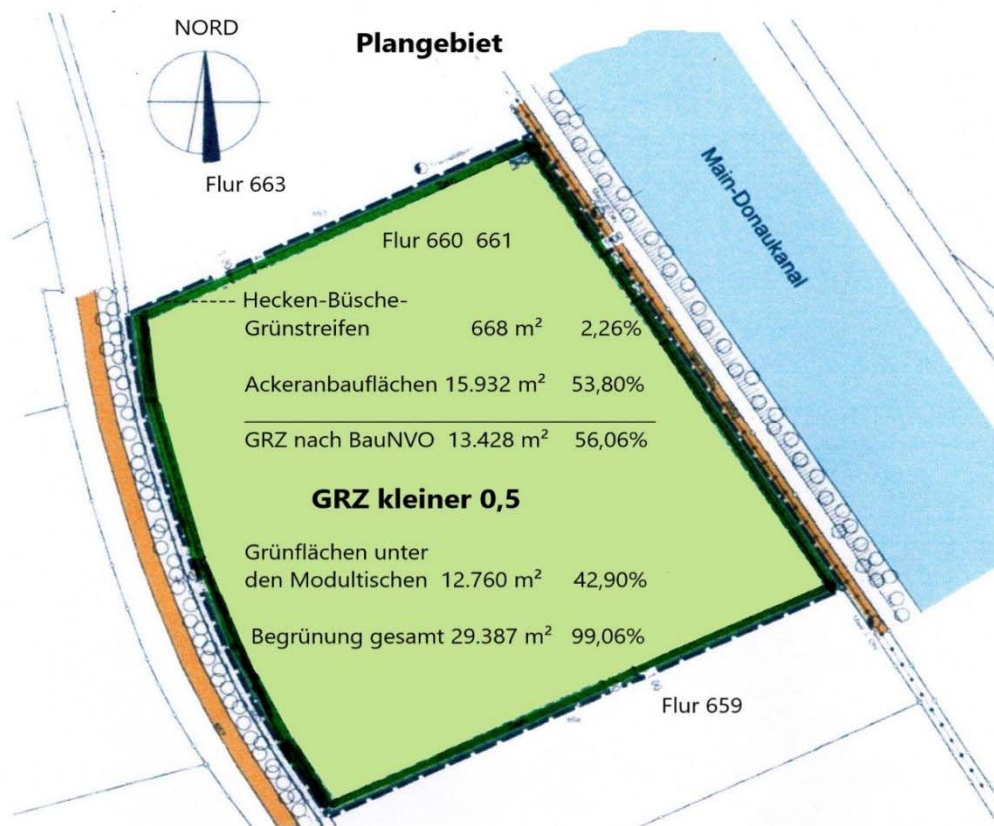 NORD
Plangebiet
Flur 663
Main-Donaukanal
Flur 660 661
Hecken-Büsche-
Grünstreifen 668 m² 2,26%
Ackeranbauflächen 15.932 m² 53,80%
GRZ nach BauNVO 13.428 m² 56,06%
GRZ kleiner 0,5
Grünflächen unter
den Modultischen 12.760 m² 42,90%
Begrünung gesamt 29.387 m² 99,06%
Flur 659